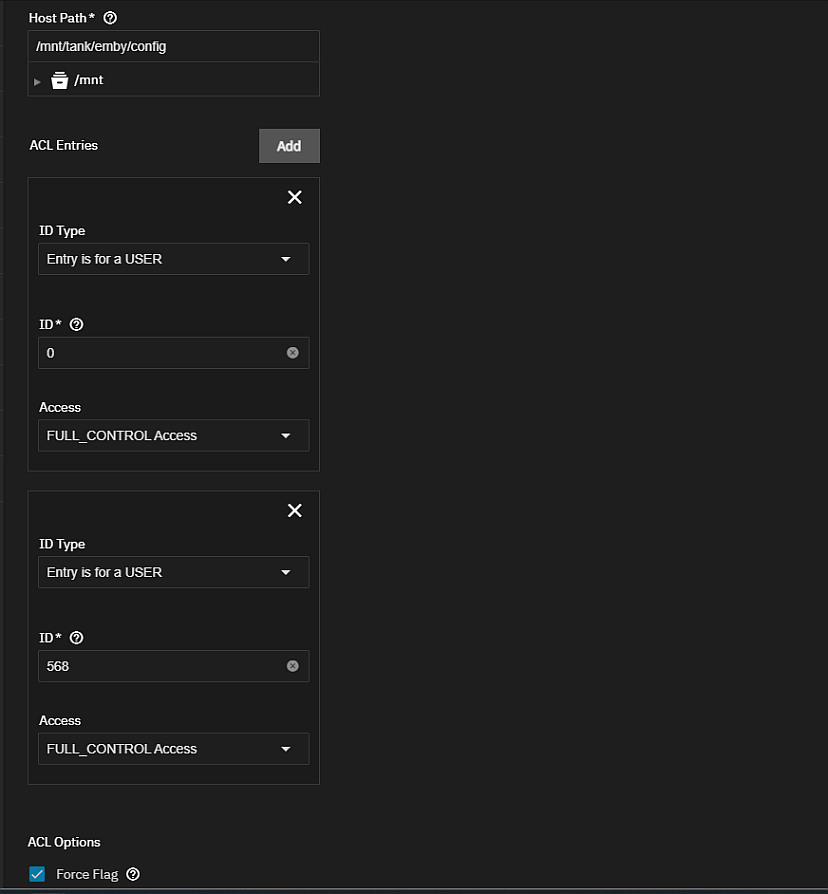 Host Path*
/mnt/tank/emby/config
/mnt
ACL Entries Add
ID Type
Entry is for a USER
ID*
0
Access
FULL_CONTROL Access
ID Type
Entry is for a USER
ID*
568
Access
FULL_CONTROL Access
ACL Options
Force Flag